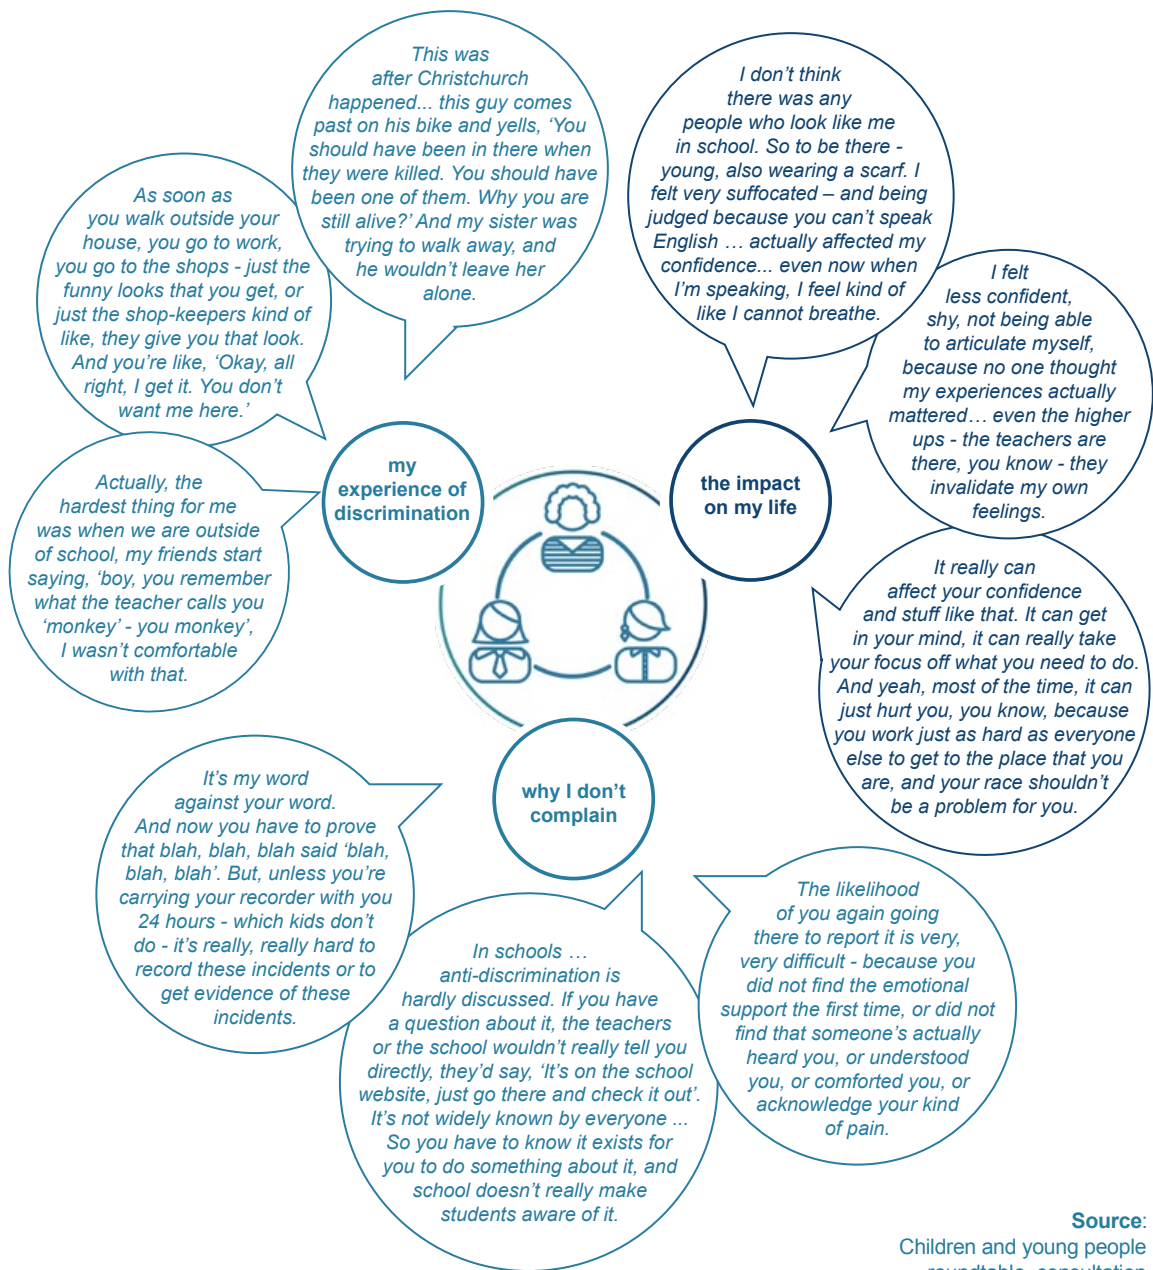 This was
after Christchurch
happened... this guy comes
past on his bike and yells, ‘You
should have been in there when
they were killed. You should have
been one of them. Why you are
still alive?’ And my sister was
trying to walk away, and
he wouldn’t leave her
alone.
As soon as
you walk outside your
house, you go to work,
you go to the shops - just the
funny looks that you get, or
just the shop-keepers kind of
like, they give you that look.
And you’re like, ‘Okay, all
right, I get it. You don’t
want me here.’
Actually, the
hardest thing for me
was when we are outside
of school, my friends start
saying, ‘boy, you remember
what the teacher calls you
‘monkey’ - you monkey’,
I wasn’t comfortable
with that.
my
experience of
discrimination
I don’t think
there was any
people who look like me
in school. So to be there -
young, also wearing a scarf. I
felt very suffocated – and being
judged because you can’t speak
English … actually affected my
confidence... even now when
I’m speaking, I feel kind of
like I cannot breathe.
I felt
less confident,
shy, not being able
to articulate myself,
because no one thought
my experiences actually
mattered… even the higher
ups - the teachers are
there, you know - they
invalidate my own
feelings.
the impact
on my life
It really can
affect your confidence
and stuff like that. It can get
in your mind, it can really take
your focus off what you need to do.
And yeah, most of the time, it can
just hurt you, you know, because
you work just as hard as everyone
else to get to the place that you
are, and your race shouldn’t
be a problem for you.
why I don’t
complain
It’s my word
against your word.
And now you have to prove
that blah, blah, blah said ‘blah,
blah, blah’. But, unless you’re
carrying your recorder with you
24 hours - which kids don’t
do - it’s really, really hard to
record these incidents or to
get evidence of these
incidents.
In schools …
anti-discrimination is
hardly discussed. If you have
a question about it, the teachers
or the school wouldn’t really tell you
directly, they’d say, ‘It’s on the school
website, just go there and check it out’.
It’s not widely known by everyone ...
So you have to know it exists for
you to do something about it, and
school doesn’t really make
students aware of it.
The likelihood
of you again going
there to report it is very,
very difficult - because you
did not find the emotional
support the first time, or did not
find that someone’s actually
heard you, or understood
you, or comforted you, or
acknowledge your kind
of pain.
Source:
Children and young people
roundtable, consultation